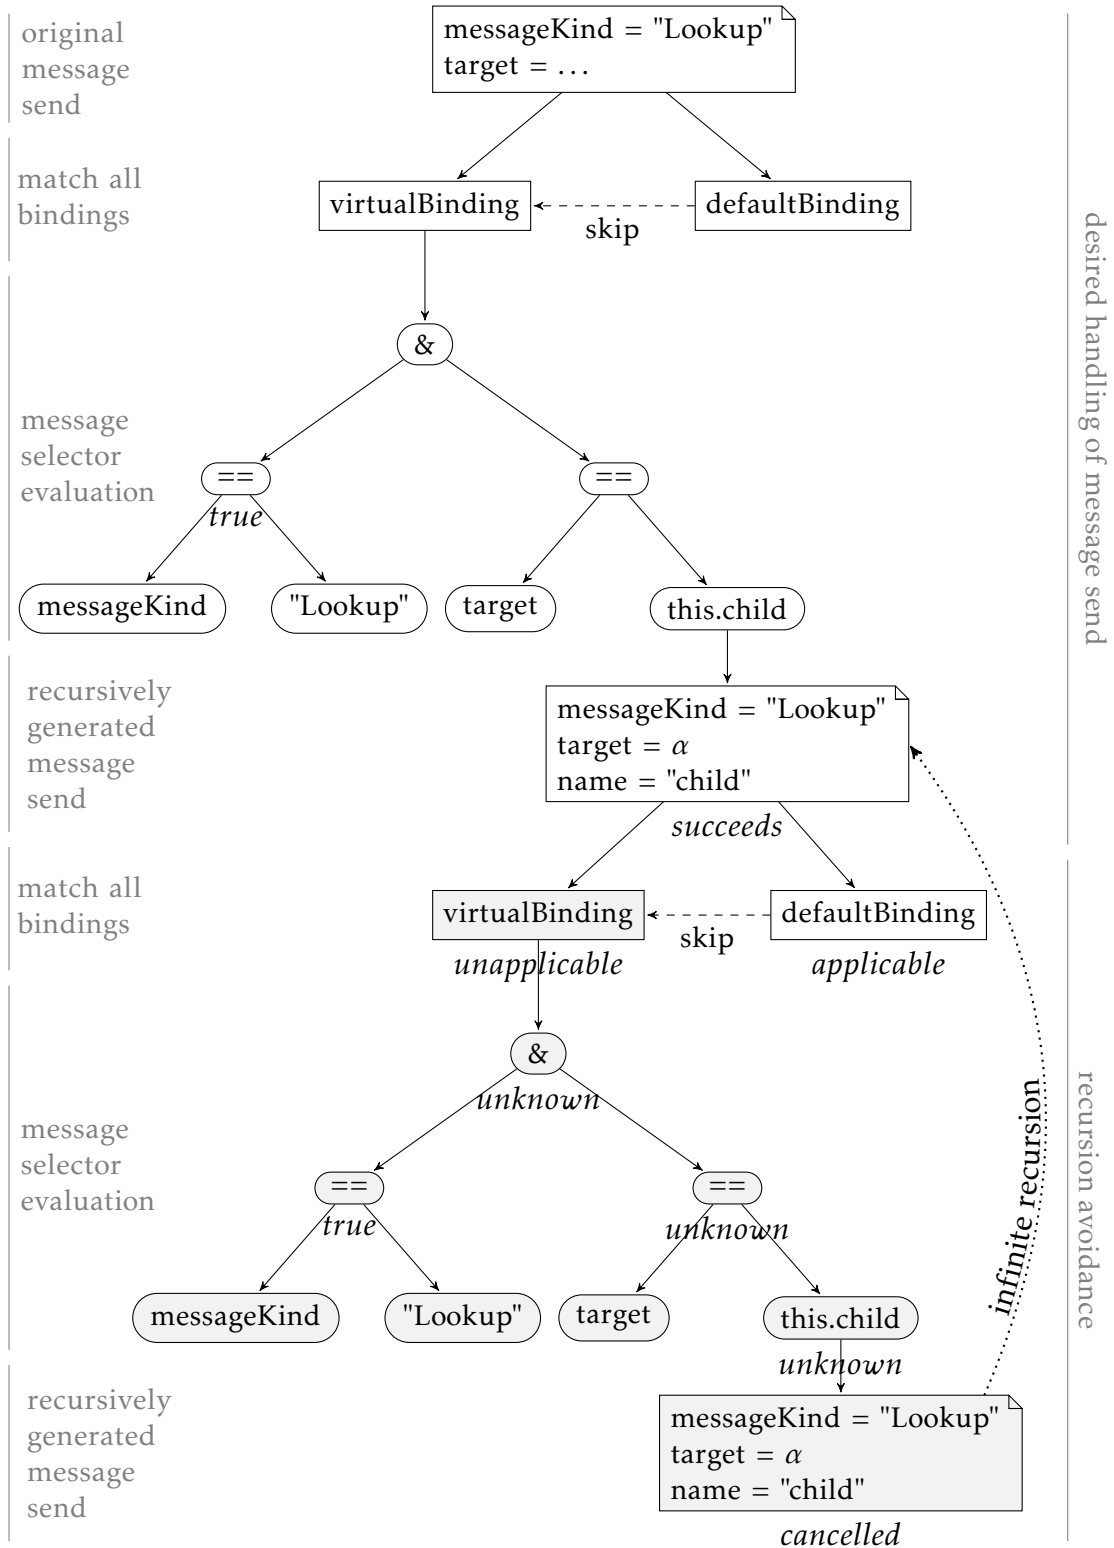 original
message
send
messageKind = "Lookup"
target = ...
match all
bindings
virtualBinding
skip
defaultBinding
desired handling of message send
&
message
selector
evaluation
==
true
==
messageKind
"Lookup"
target
this.child
recursively
generated
message
send
messageKind = "Lookup"
target = α
name = "child"
succeeds
match all
bindings
virtualBinding
skip
defaultBinding
unapplicable
applicable
&
unknown
message
selector
evaluation
==
true
==
unknown
infinite recursion
recursion avoidance
messageKind
"Lookup"
target
this.child
unknown
recursively
generated
message
send
messageKind = "Lookup"
target = α
name = "child"
cancelled